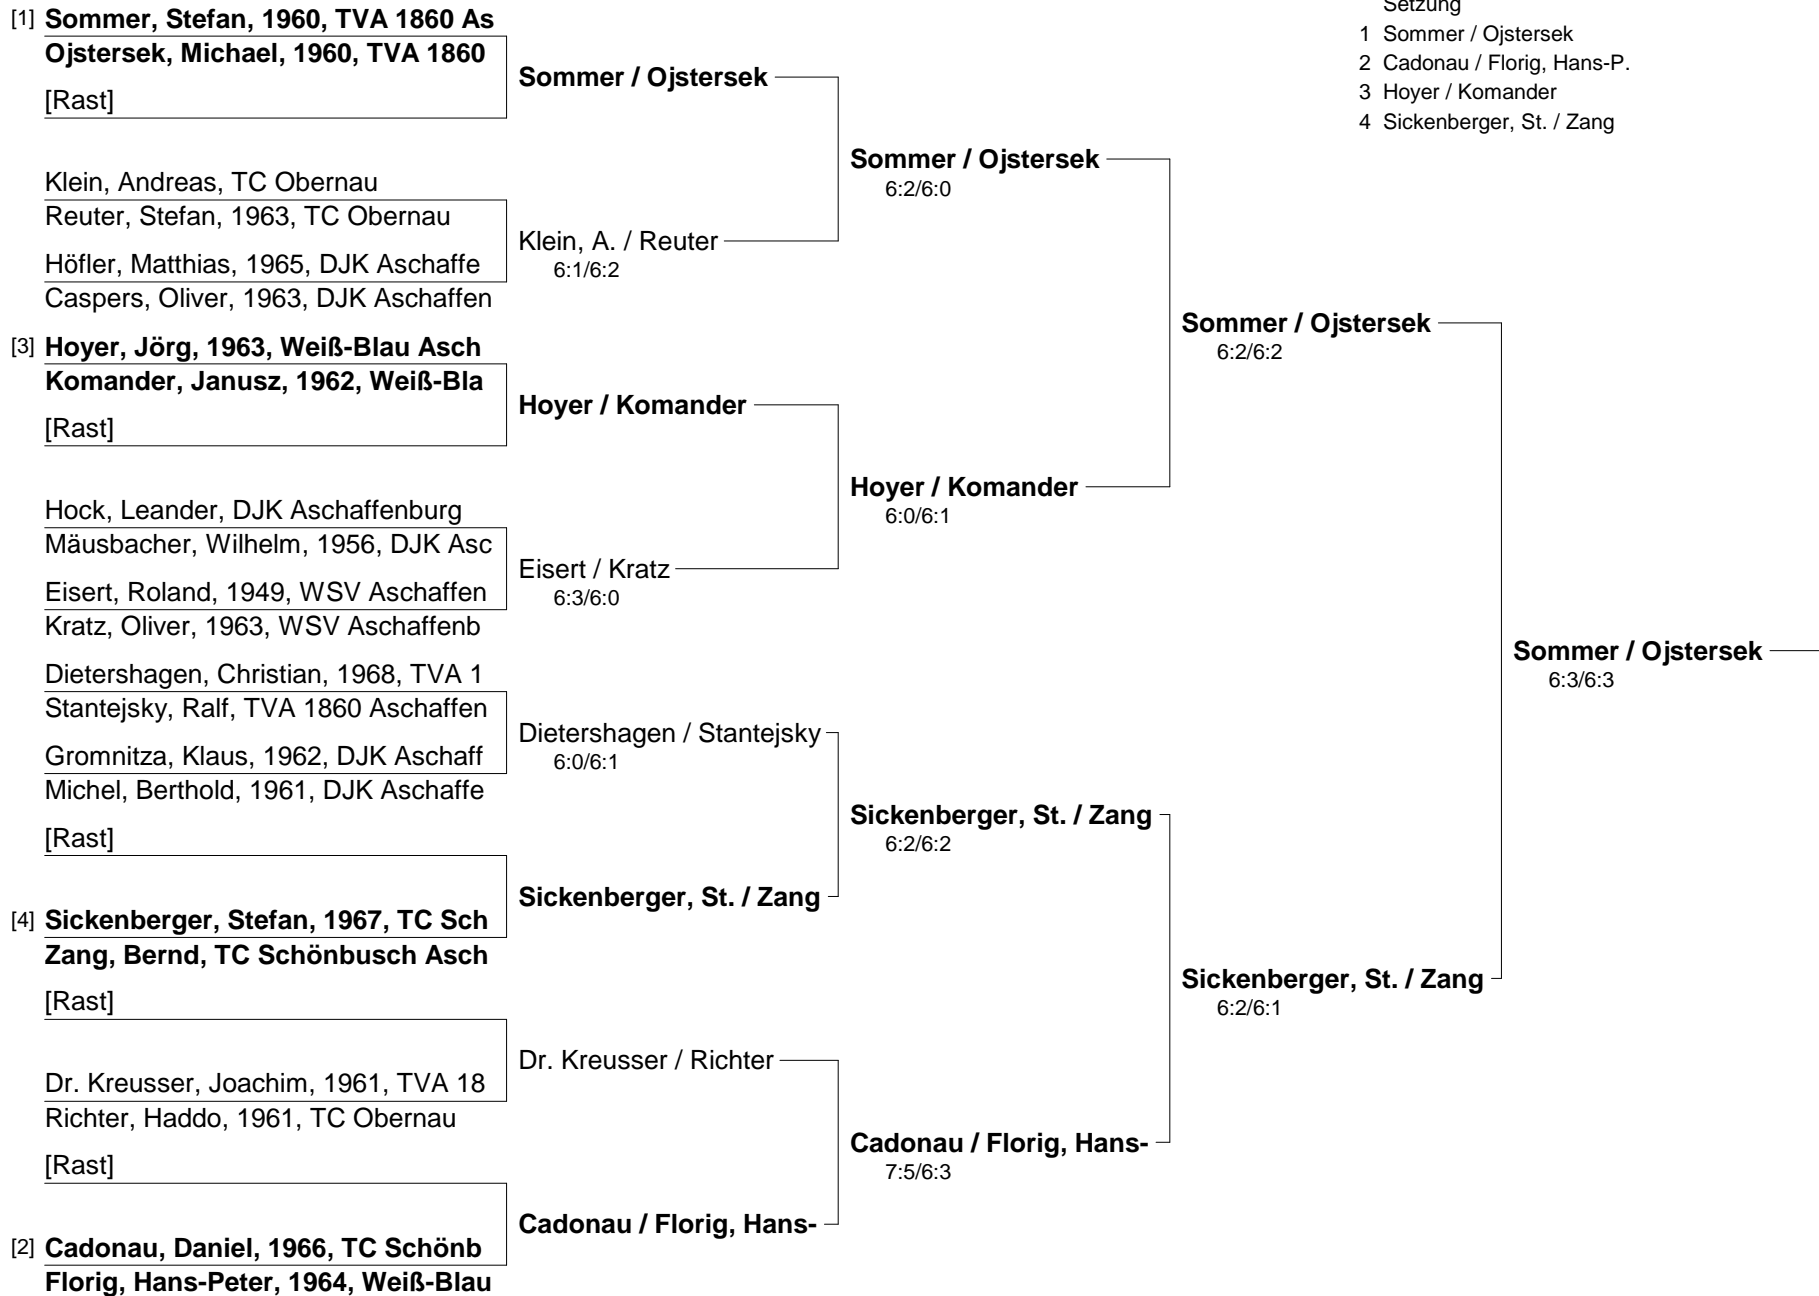 [1] Sommer, Stefan, 1960, TVA 1860 As
Ojstersek, Michael, 1960, TVA 1860
[Rast]
Klein, Andreas, TC Obernau
Reuter, Stefan, 1963, TC Obernau
Höfler, Matthias, 1965, DJK Aschaffe
Caspers, Oliver, 1963, DJK Aschaffen
[3] Hoyer, Jörg, 1963, Weiß-Blau Asch
Komander, Janusz, 1962, Weiß-Bla
[Rast]
Hock, Leander, DJK Aschaffenburg
Mäusbacher, Wilhelm, 1956, DJK Asc
Eisert, Roland, 1949, WSV Aschaffen
Kratz, Oliver, 1963, WSV Aschaffenb
Dietershagen, Christian, 1968, TVA 1
Stantejsky, Ralf, TVA 1860 Aschaffen
Gromnitza, Klaus, 1962, DJK Aschaff
Michel, Berthold, 1961, DJK Aschaffe
[Rast]
[4] Sickenberger, Stefan, 1967, TC Sch
Zang, Bernd, TC Schönbusch Asch
[Rast]
Dr. Kreusser, Joachim, 1961, TVA 18
Richter, Haddo, 1961, TC Obernau
[Rast]
[2] Cadonau, Daniel, 1966, TC Schönb
Florig, Hans-Peter, 1964, Weiß-Blau
Sommer / Ojstersek
Klein, A. / Reuter
6:1/6:2
Hoyer / Komander
Eisert / Kratz
6:3/6:0
Dietershagen / Stantejsky
6:0/6:1
Sickenberger, St. / Zang
Dr. Kreusser / Richter
Cadonau / Florig, Hans-
Sommer / Ojstersek
6:2/6:0
Hoyer / Komander
6:0/6:1
Sickenberger, St. / Zang
6:2/6:2
Cadonau / Florig, Hans-
7:5/6:3
Sommer / Ojstersek
6:2/6:2
Sickenberger, St. / Zang
6:2/6:1
Sommer / Ojstersek
6:3/6:3
Setzung
1 Sommer / Ojstersek
2 Cadonau / Florig, Hans-P.
3 Hoyer / Komander
4 Sickenberger, St. / Zang